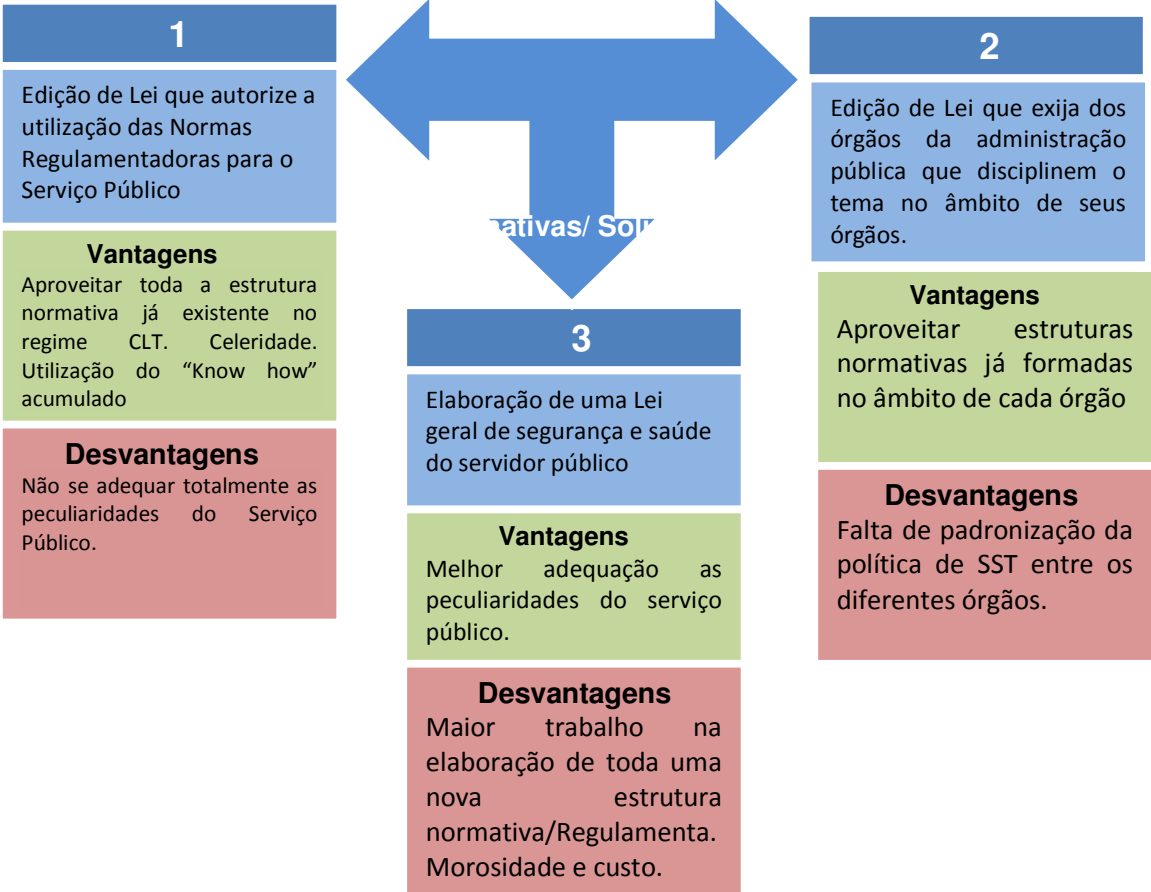 1
Edição de Lei que autorize a
utilização das Normas
Regulamentadoras para o
Serviço Público
Vantagens
Aproveitar toda a estrutura
normativa já existente no
regime CLT. Celeridade.
Utilização do “Know how”
acumulado
Desvantagens
Não se adequar totalmente as
peculiaridades do Serviço
Público.
3
Elaboração de uma Lei
geral de segurança e saúde
do servidor público
Vantagens
Melhor adequação as
peculiaridades do serviço
público.
Desvantagens
Maior trabalho na
elaboração de toda uma
nova estrutura
normativa/Regulamenta.
Morosidade e custo.
2
Edição de Lei que exija dos
órgãos da administração
pública que disciplinem o
tema no âmbito de seus
órgãos.
Vantagens
Aproveitar estruturas
normativas já formadas
no âmbito de cada órgão
Desvantagens
Falta de padronização da
política de SST entre os
diferentes órgãos.